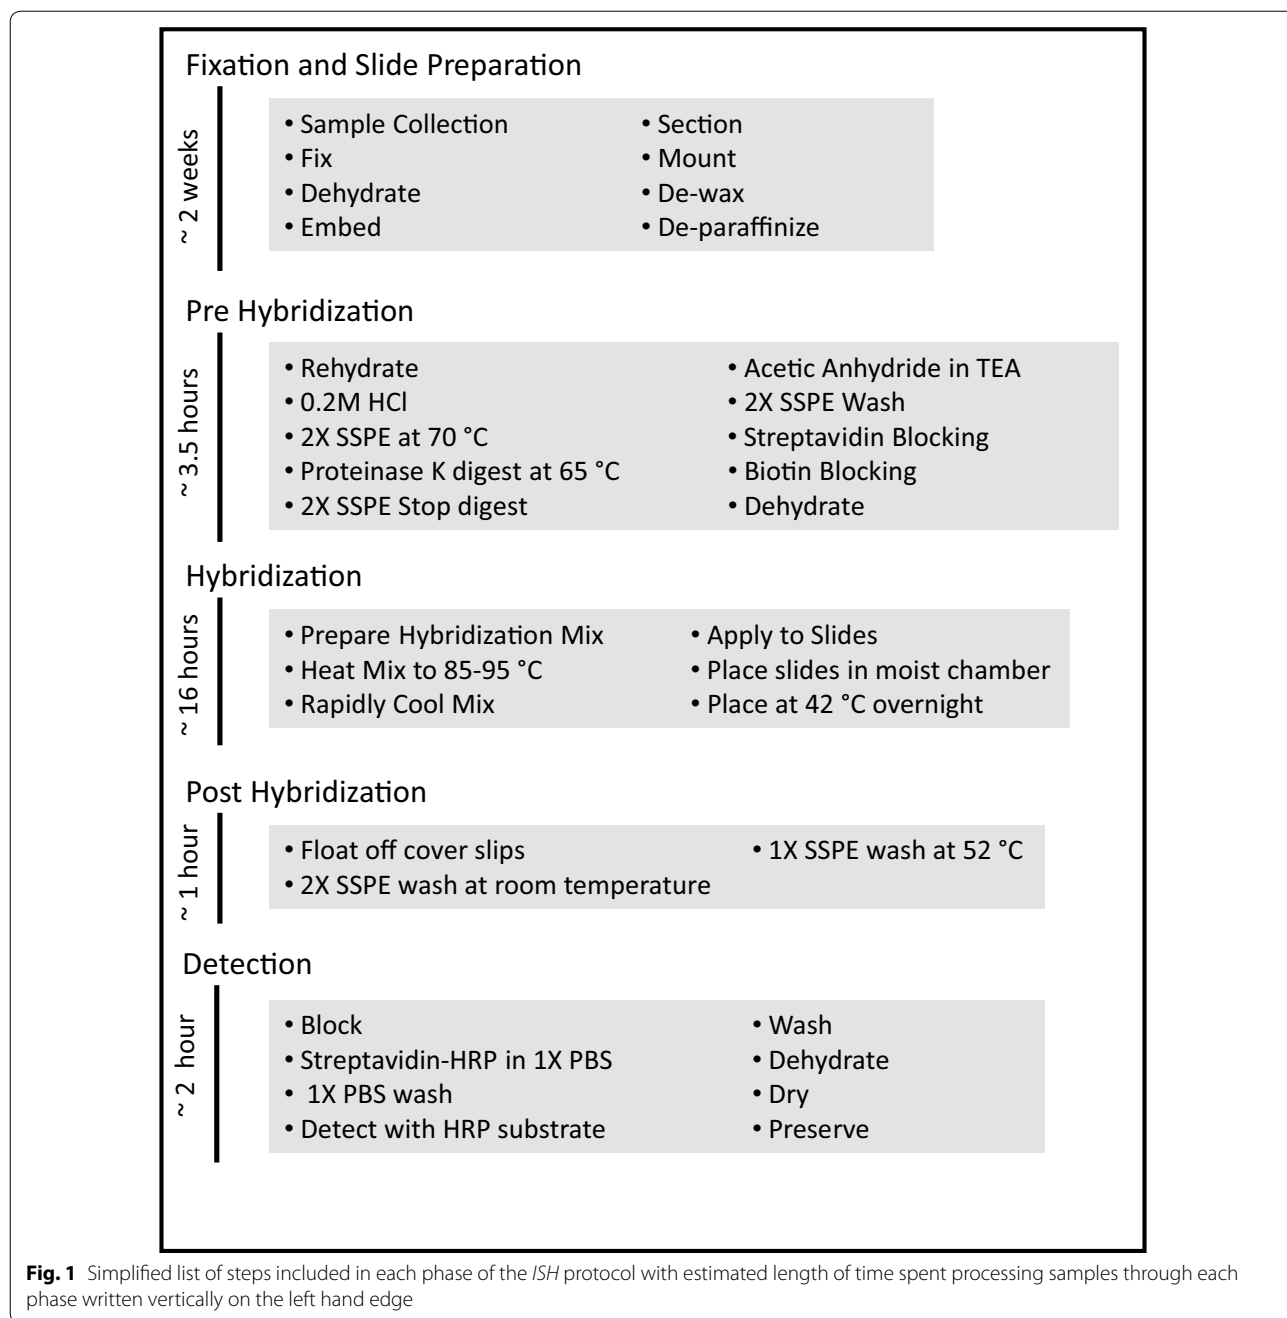 Fixation and Slide Preparation
~ 2 weeks
• Sample Collection
• Fix
• Dehydrate
• Embed
• Section
• Mount
• De-wax
• De-paraffinize
Pre Hybridization
~ 3.5 hours
• Rehydrate
• 0.2M HCl
• 2X SSPE at 70 °C
• Proteinase K digest at 65 °C
• 2X SSPE Stop digest
• Acetic Anhydride in TEA
• 2X SSPE Wash
• Streptavidin Blocking
• Biotin Blocking
• Dehydrate
Hybridization
~ 16 hours
• Prepare Hybridization Mix
• Heat Mix to 85-95 °C
• Rapidly Cool Mix
• Apply to Slides
• Place slides in moist chamber
• Place at 42 °C overnight
Post Hybridization
~ 1 hour
• Float off cover slips
• 2X SSPE wash at room temperature
• 1X SSPE wash at 52 °C
Detection
~ 2 hour
• Block
• Streptavidin-HRP in 1X PBS
• 1X PBS wash
• Detect with HRP substrate
• Wash
• Dehydrate
• Dry
• Preserve
Fig. 1 Simplified list of steps included in each phase of the ISH protocol with estimated length of time spent processing samples through each
phase written vertically on the left hand edge